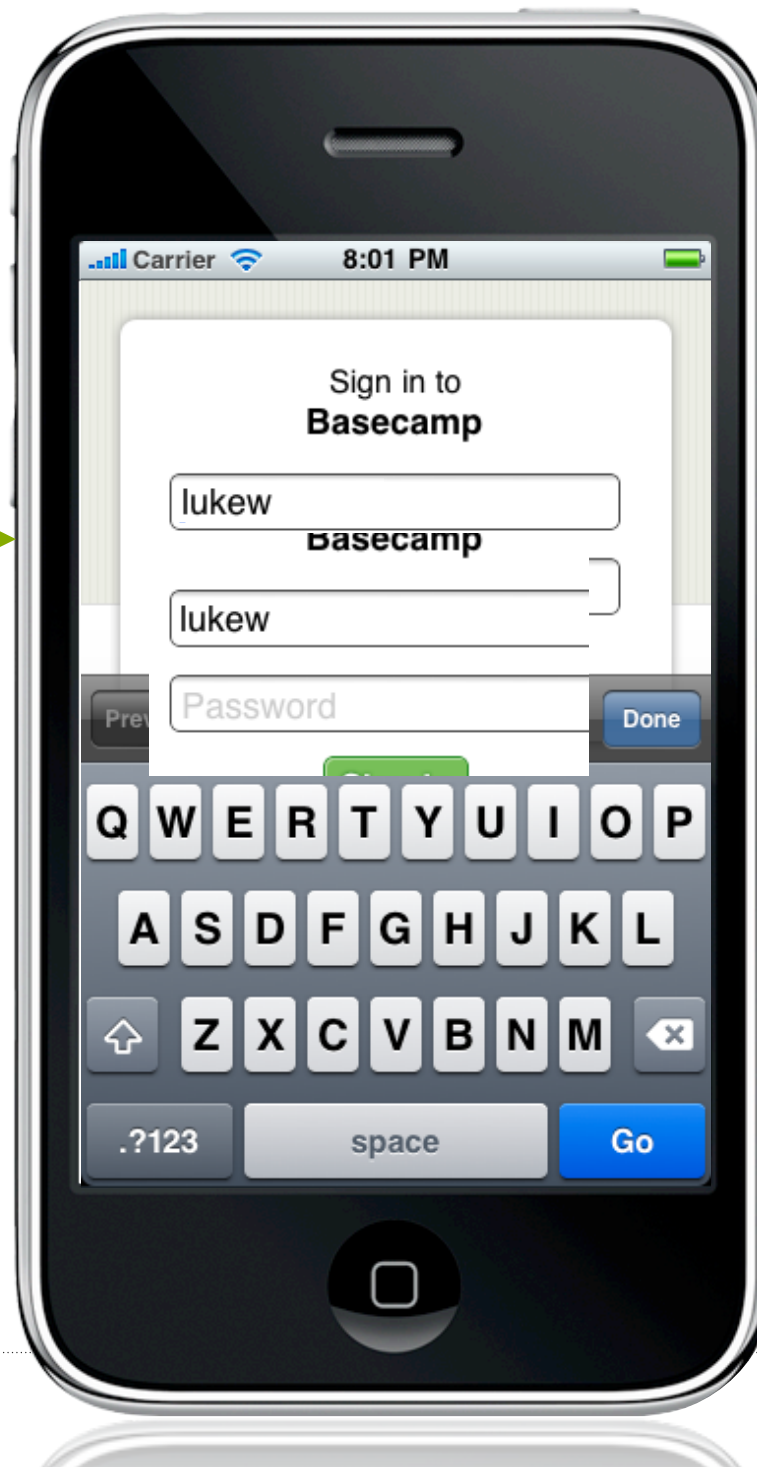 Carrier 8:01 PM
Sign in to
Basecamp
lukew
Basecamp
lukew
Password
Done
Q W E R T Y U I O P
A S D F G H J K L
Z X C V B N M
.?123 space Go